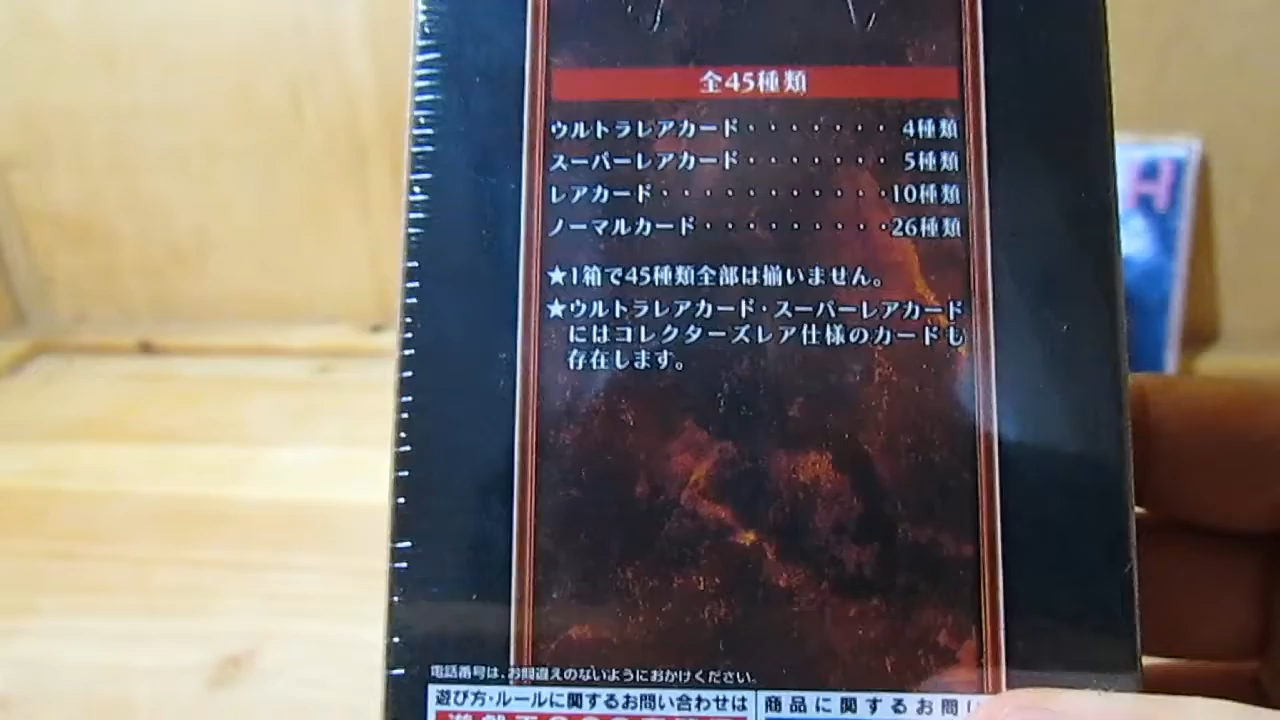 全45種類
ウルトラレアカード・・・・・・・・4種類
スーパーレアカード・・・・・・・・5種類
レアカード・・・・・・・・・・・・10種類
ノーマルカード・・・・・・・・・・26種類
★1箱で45種類全部は揃いません。
★ウルトラレアカード・スーパーレアカード
にはコレクターズレア仕様のカードも
存在します。
H
電話番号は、お間違えのないようにおかけください。
遊び方・ルールに関するお問い合わせは
商品に関するお問い